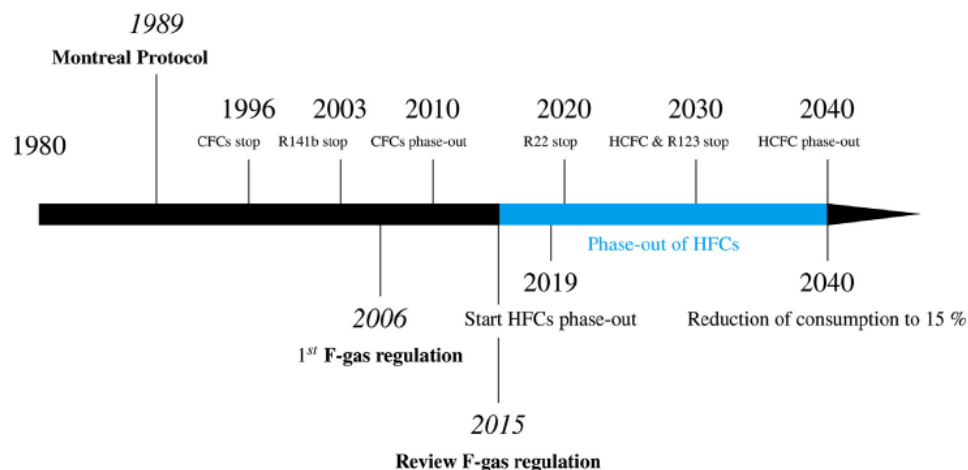 1989
Montreal Protocol
1980
1996
CFCs stop
2003
R141b stop
2010
CFCs phase-out
2020
R22 stop
2030
HCFC & R123 stop
2040
HCFC phase-out
Phase-out of HFCs
2006
1st F-gas regulation
2019
Start HFCs phase-out
2040
Reduction of consumption to 15 %
2015
Review F-gas regulation